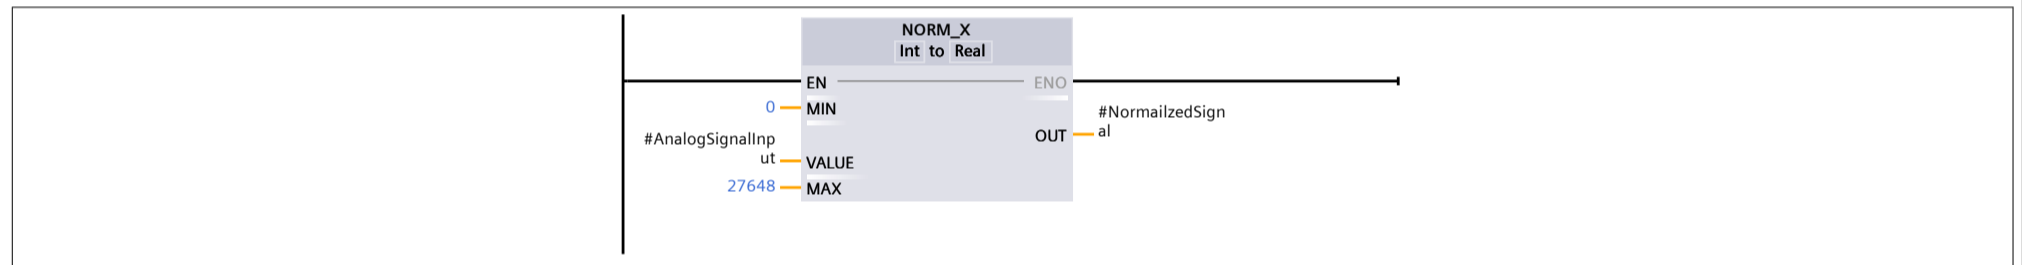 NORM_X
Int to Real
EN ENO
0 MIN
#NormailzedSign
al
OUT
#AnalogSignalInp
ut
VALUE
27648 MAX